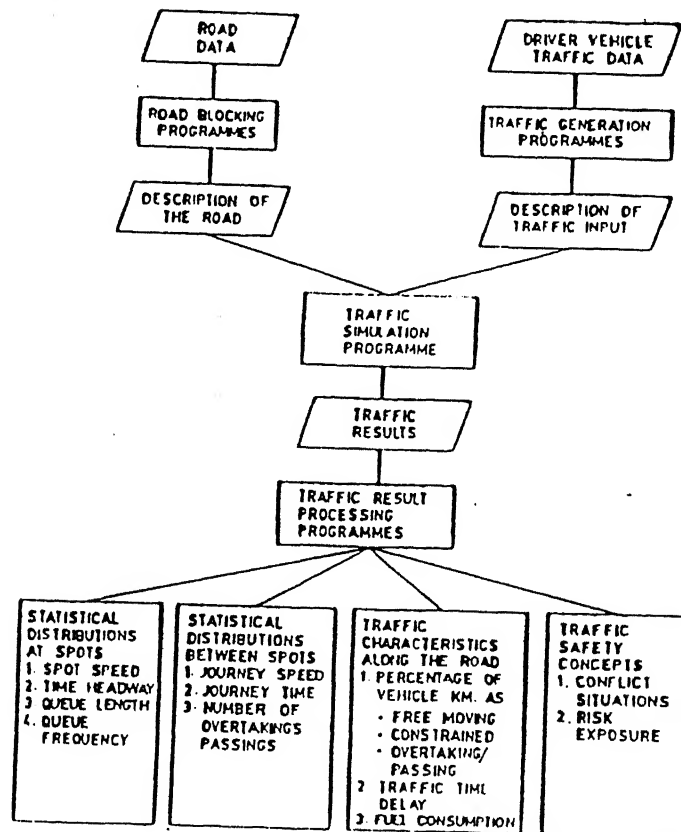 ROAD
DATA
DRIVER VEHICLE
TRAFFIC DATA
ROAD BLOCKING
PROGRAMMES
TRAFFIC GENERATION
PROGRAMMES
DESCRIPTION OF
THE ROAD
DESCRIPTION OF
TRAFFIC INPUT
TRAFFIC
SIMULATION
PROGRAMME
TRAFFIC
RESULTS
TRAFFIC RESULT
PROCESSING
PROGRAMMES
STATISTICAL
DISTRIBUTIONS
AT SPOTS
1. SPOT SPEED
2. TIME HEADWAY
3 QUEUE LENGTH
4. QUEUE
FREQUENCY
STATISTICAL
DISTRIBUTIONS
BETWEEN SPOTS
1. JOURNEY SPEED
2. JOURNEY TIME
3. NUMBER OF
OVERTAKINGS
PASSINGS
TRAFFIC
CHARACTERISTICS
ALONG THE ROAD
1. PERCENTAGE OF
VEHICLE KM. AS
• FREE MOVING
• CONSTRAINED
• OVERTAKING/
PASSING
2 TRAFFIC TIME
DELAY
3. FUEL CONSUMPTION
TRAFFIC
SAFETY
CONCEPTS
1. CONFLICT
SITUATIONS
2. RISK
EXPOSURE